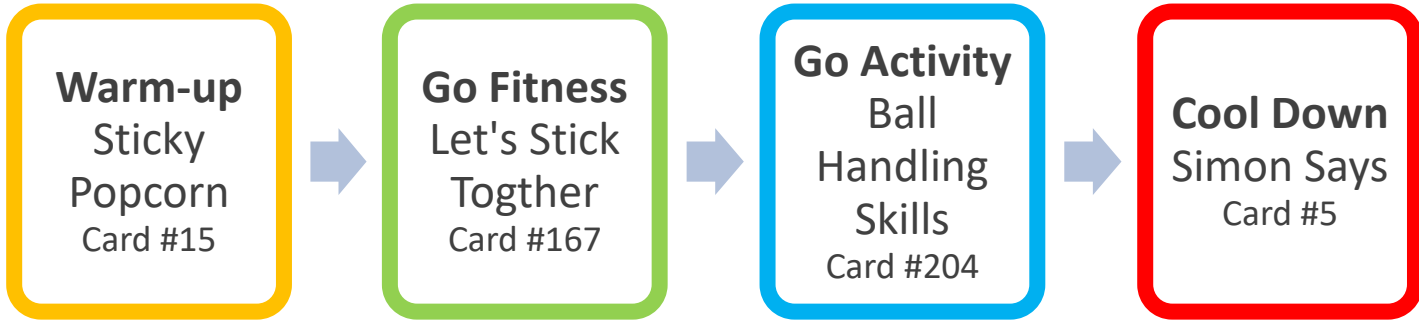 Warm-up
Sticky
Popcorn
Card #15
Go Fitness
Let's Stick
Togther
Card #167
Go Activity
Ball
Handling
Skills
Card #204
Cool Down
Simon Says
Card #5